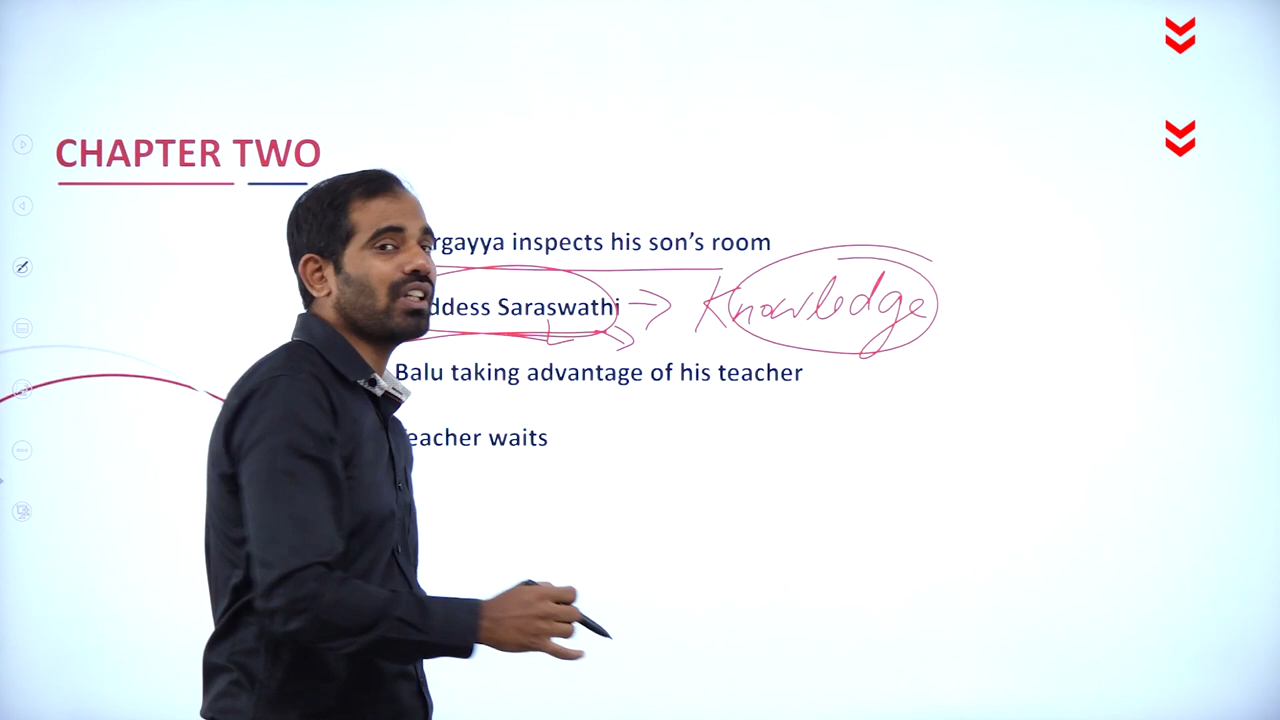 CHAPTER TWO
rgayya inspects his son's room
ddess Saraswathi → Knowledge
Balu taking advantage of his teacher
eacher waits